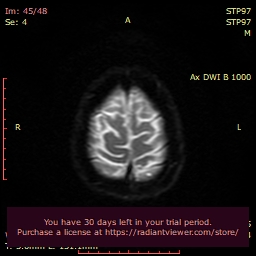 Im: 45/48
Se: 4
STP97
STP97
M
A
Ax DWI B 1000
R
L
You have 30 days left in your trial period.
Purchase a license at https://radiantviewer.com/store/